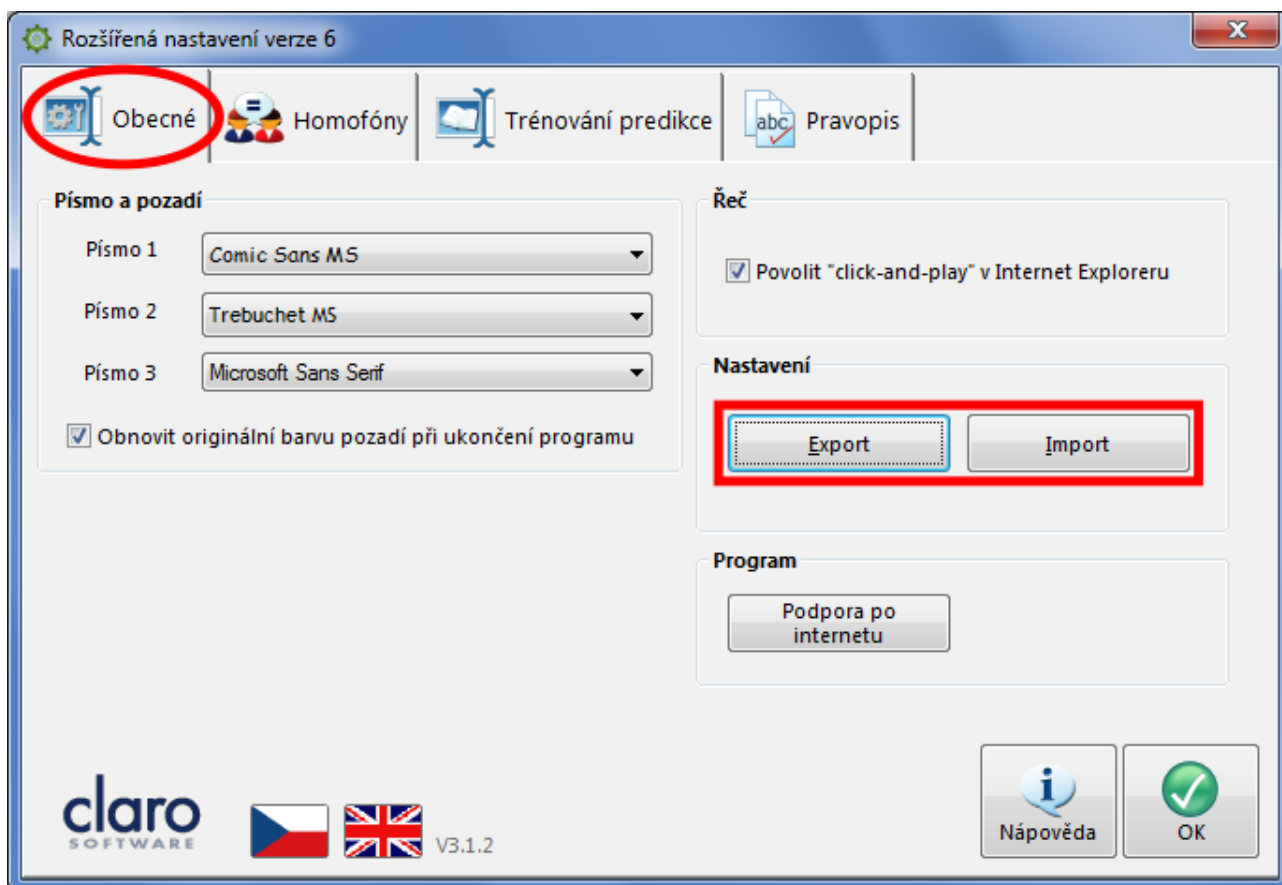 Rozšířená nastavení verze 6
Obecné
Homofóny
Trénování predikce
abc
Pravopis
Písmo a pozadí
Písmo 1
Comic Sans MS
Písmo 2
Trebuchet MS
Písmo 3
Microsoft Sans Serif
Obnovit originální barvu pozadí při ukončení programu
Řeč
Povolit "click-and-play" v Internet Exploreru
Nastavení
Export
Import
Program
Podpora po
internetu
claro
SOFTWARE
V3.1.2
Nápověda
OK